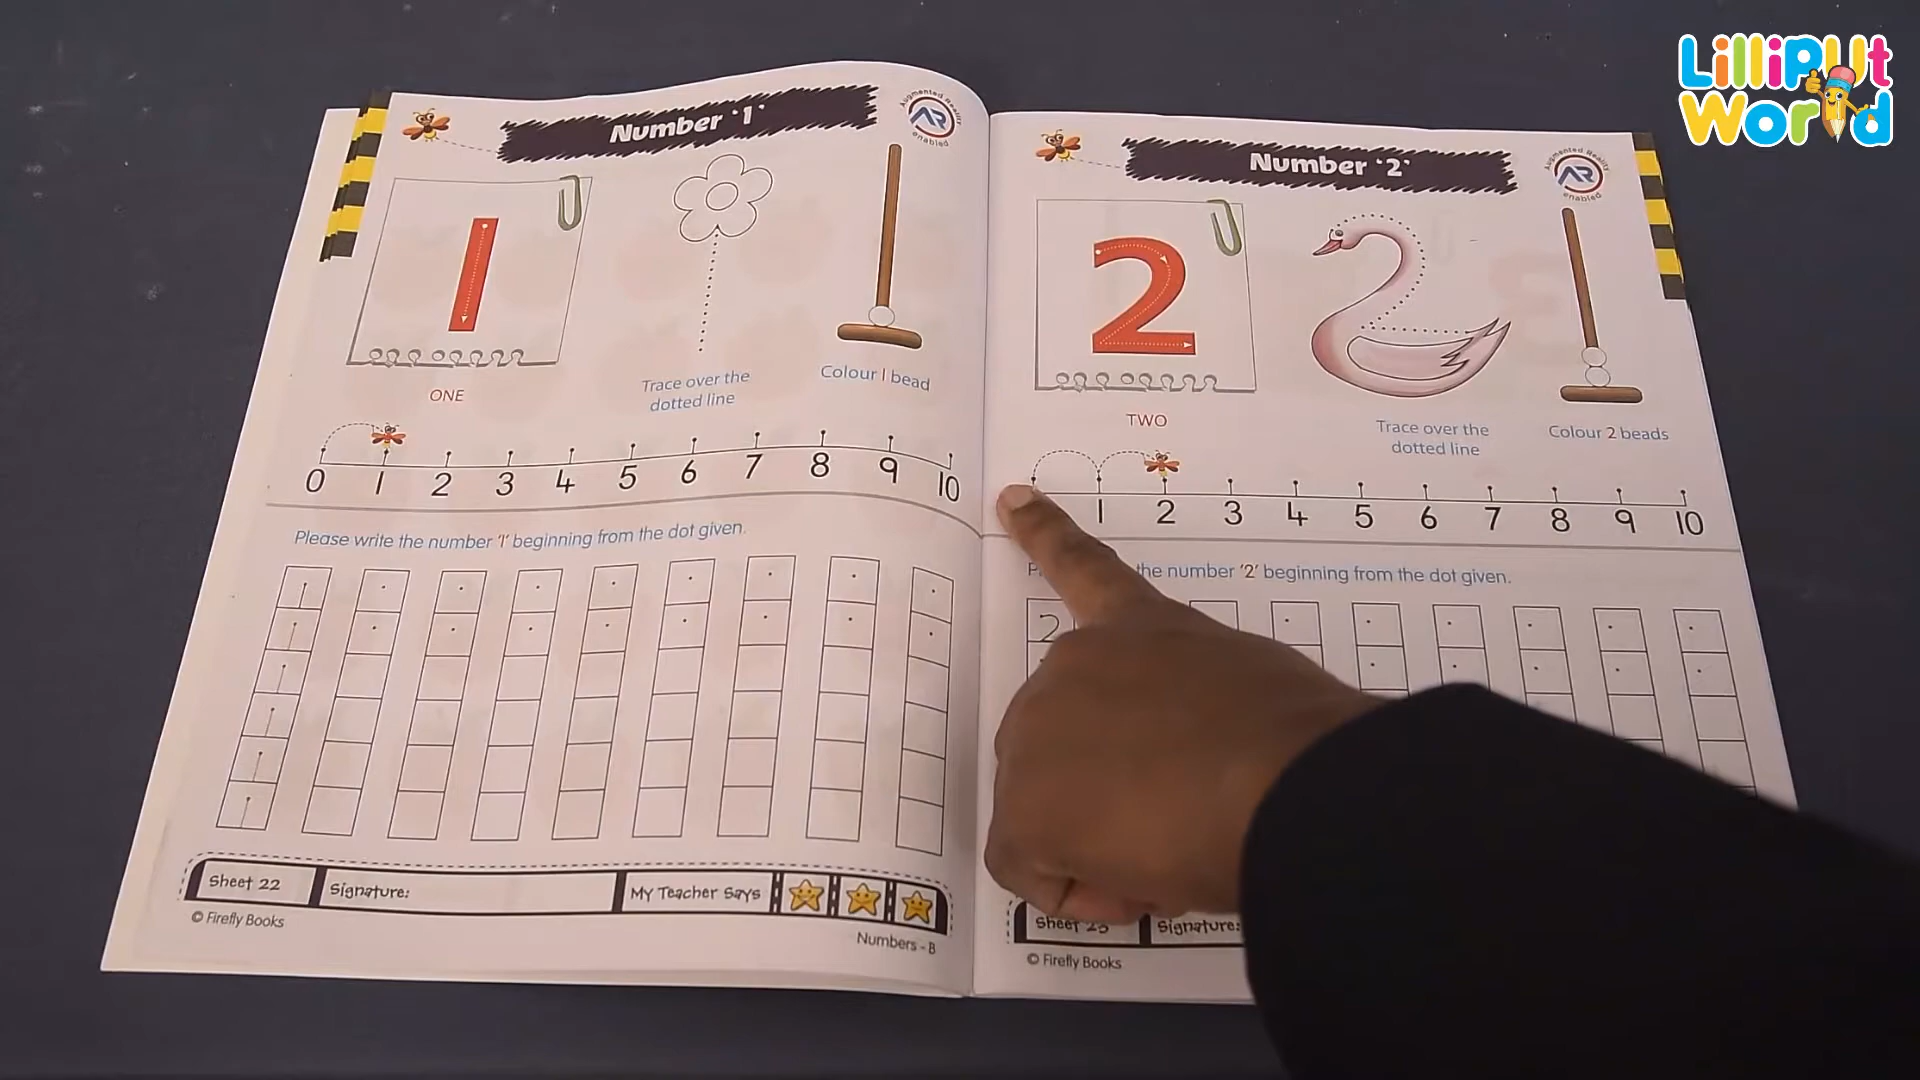 LilliPUt
World
Number '1'
Augmented Reality
AR
enabled
1
ONE
Trace over the
dotted line
Colour 1 bead
0 1 2 3 4 5 6 7 8 9 10
Please write the number '1' beginning from the dot given.
Sheet 22
Signature:
My Teacher Says
© Firefly Books
Numbers - B
Number '2'
Augmented Reality
AR
enabled
2
TWO
Trace over the
dotted line
Colour 2 beads
1 2 3 4 5 6 7 8 9 10
the number '2' beginning from the dot given.
2
Sheet 23
Signature:
© Firefly Books